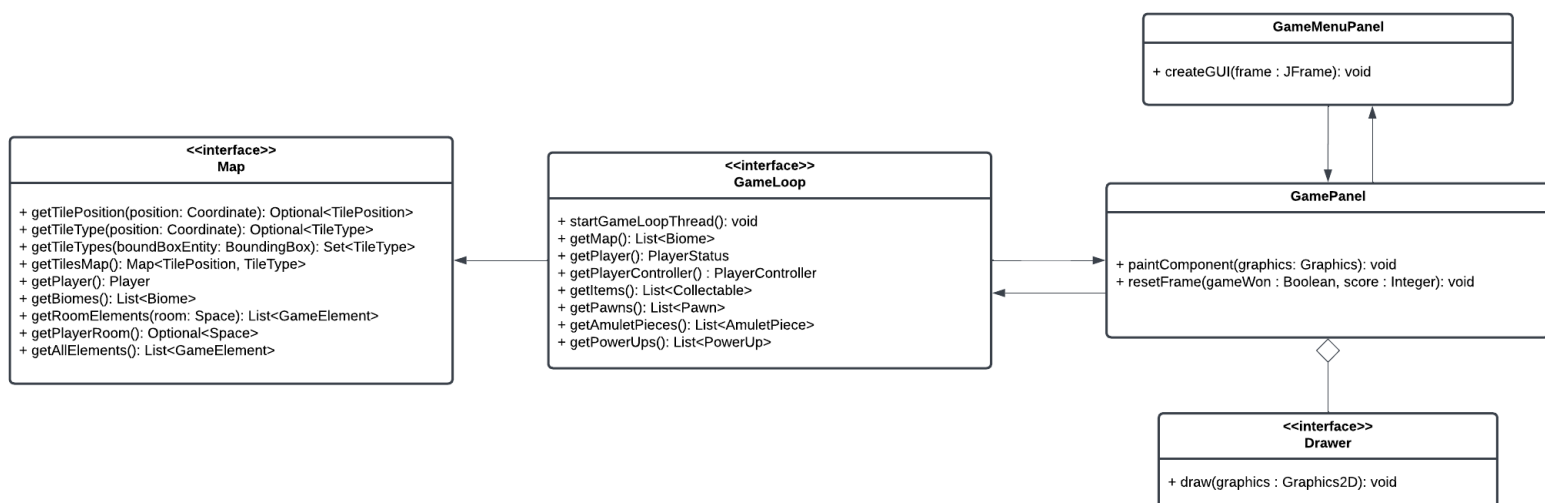 GameMenuPanel
+ createGUI(frame : JFrame): void
<<interface>>
Map
+ getTilePosition(position: Coordinate): Optional<TilePosition>
+ getTileType(position: Coordinate): Optional<TileType>
+ getTileTypes(boundBoxEntity: BoundingBox): Set<TileType>
+ getTilesMap(): Map<TilePosition, TileType>
+ getPlayer(): Player
+ getBiomes(): List<Biome>
+ getRoomElements(room: Space): List<GameElement>
+ getPlayerRoom(): Optional<Space>
+ getAllElements(): List<GameElement>
<<interface>>
GameLoop
+ startGameLoopThread(): void
+ getMap(): List<Biome>
+ getPlayer(): PlayerStatus
+ getPlayerController() : PlayerController
+ getItems(): List<Collectable>
+ getPawns(): List<Pawn>
+ getAmuletPieces(): List<AmuletPiece>
+ getPowerUps(): List<PowerUp>
GamePanel
+ paintComponent(graphics: Graphics): void
+ resetFrame(gameWon : Boolean, score : Integer): void
<<interface>>
Drawer
+ draw(graphics : Graphics2D): void